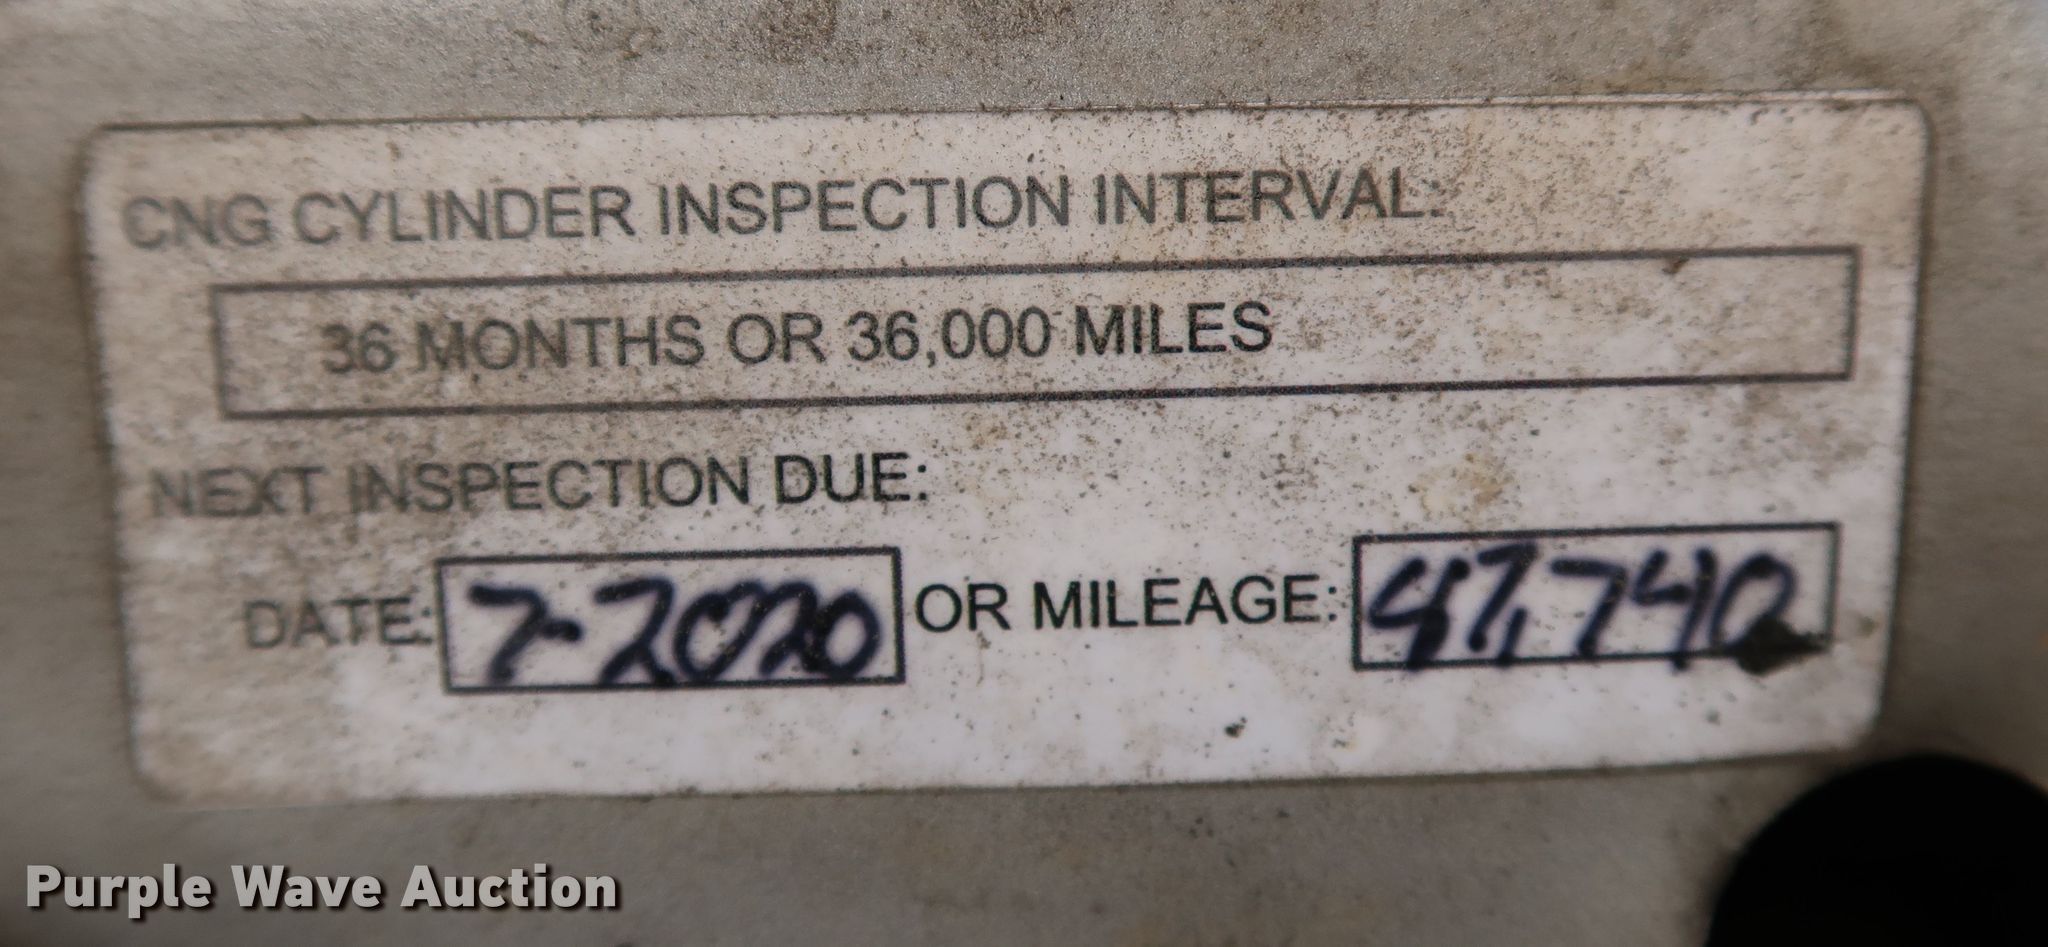 CNG CYLINDER INSPECTION INTERVAL:
36 MONTHS OR 36,000 MILES
NEXT INSPECTION DUE:
DATE: 7-2020 OR MILEAGE: 47,740
Purple Wave Auction